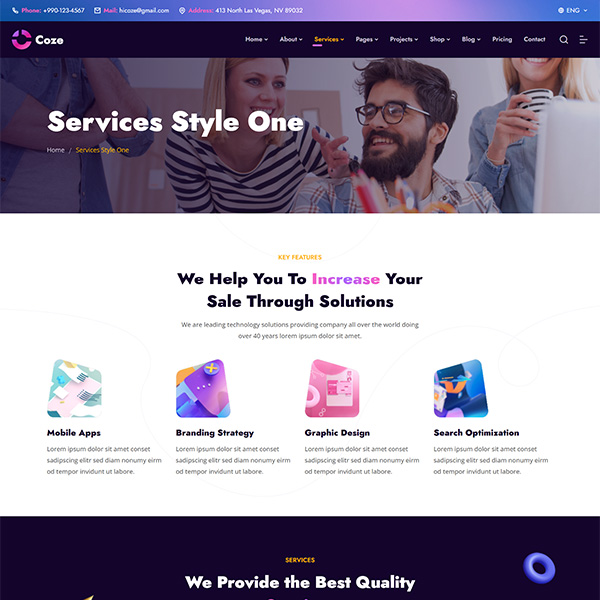 Phone: +990-123-4567 Mail: hicoze@gmail.com Address: 413 North Las Vegas, NV 89032 ENG
Coze Home About Services Pages Projects Shop Blog Pricing Contact
Services Style One
Home / Services Style One
KEY FEATURES
We Help You To Increase Your
Sale Through Solutions
We are leading technology solutions providing company all over the world doing
over 40 years lorem ipsum dolor sit amet.
Mobile Apps
Lorem ipsum dolor sit amet conset
sadipscing elitr sed diam nonumy eirm
od tempor invidunt ut labore.
Branding Strategy
Lorem ipsum dolor sit amet conset
sadipscing elitr sed diam nonumy eirm
od tempor invidunt ut labore.
Graphic Design
Lorem ipsum dolor sit amet conset
sadipscing elitr sed diam nonumy eirm
od tempor invidunt ut labore.
Search Optimization
Lorem ipsum dolor sit amet conset
sadipscing elitr sed diam nonumy eirm
od tempor invidunt ut labore.
SERVICES
We Provide the Best Quality